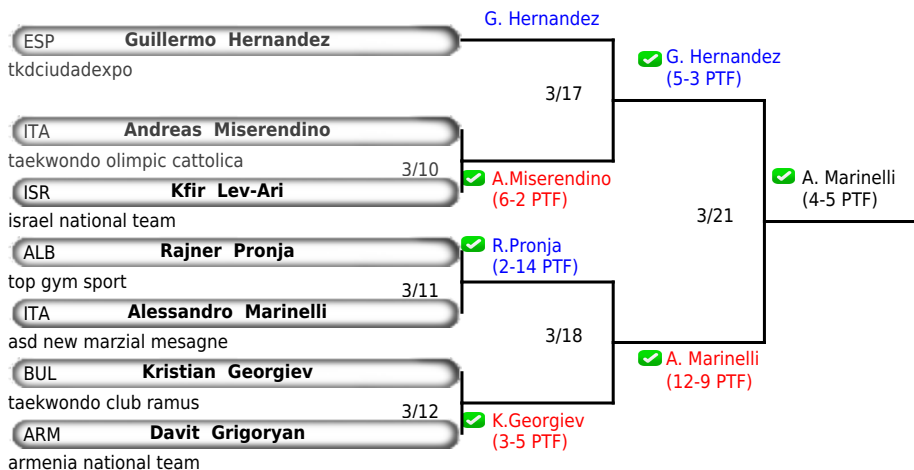 G. Hernandez
ESP Guillermo Hernandez
tkdciudadexpo
G. Hernandez
(5-3 PTF)
3/17
ITA Andreas Miserendino
taekwondo olimpic cattolica
3/10
ISR Kfir Lev-Ari
israel national team
A.Miserendino
(6-2 PTF)
A. Marinelli
(4-5 PTF)
3/21
ALB Rajner Pronja
top gym sport
R.Pronja
(2-14 PTF)
3/11
ITA Alessandro Marinelli
asd new marzial mesagne
3/18
BUL Kristian Georgiev
taekwondo club ramus
A. Marinelli
(12-9 PTF)
3/12
ARM Davit Grigoryan
armenia national team
K.Georgiev
(3-5 PTF)